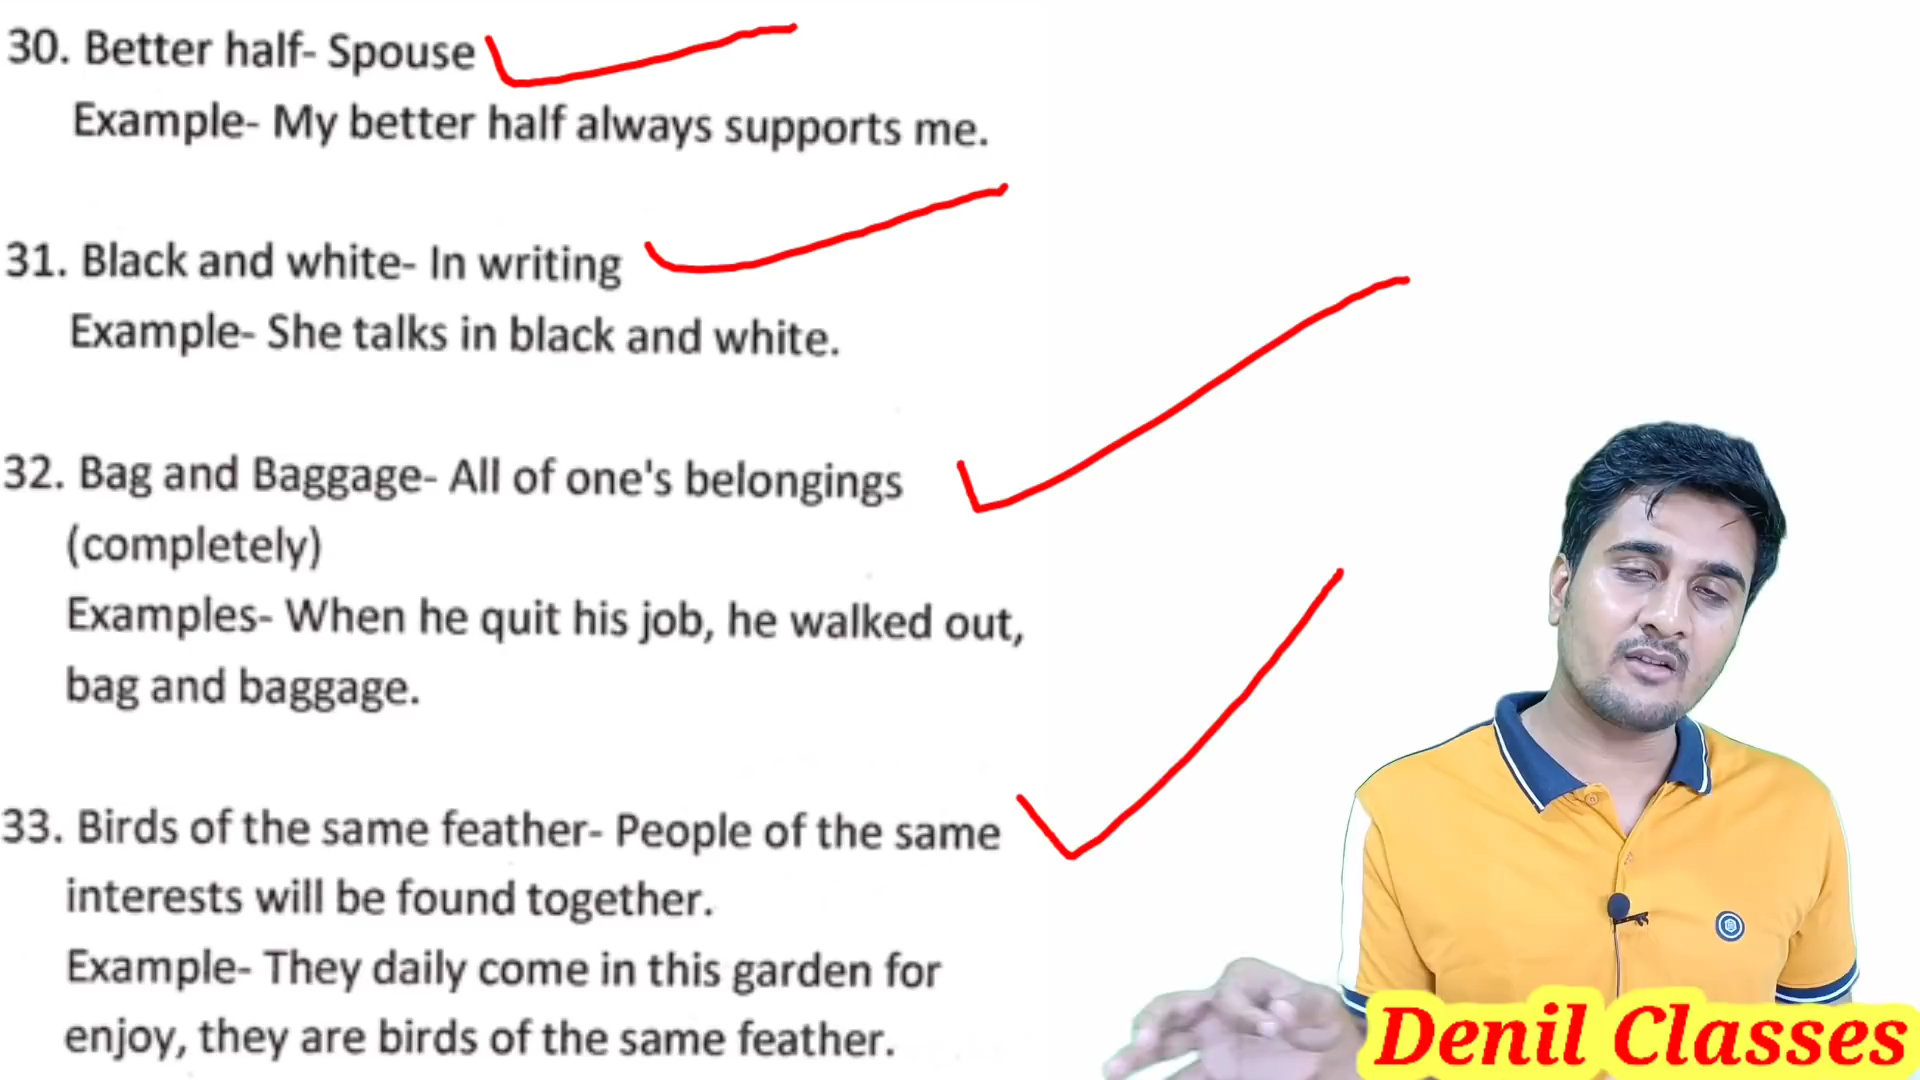 30. Better half- Spouse
Example- My better half always supports me.
31. Black and white- In writing
Example- She talks in black and white.
32. Bag and Baggage- All of one's belongings
(completely)
Examples- When he quit his job, he walked out,
bag and baggage.
33. Birds of the same feather- People of the same
interests will be found together.
Example- They daily come in this garden for
enjoy, they are birds of the same feather.
Denil Classes